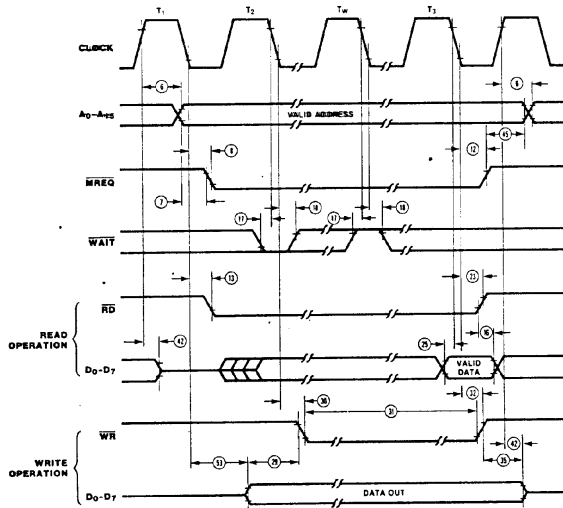 T1 T2 TW T3
CLOCK
6 6
A0-A15 VALID ADDRESS
45
8 12
MREQ
7
17 18 17 18
WAIT
13 23
RD
READ OPERATION
42 25 16
D0-D7 VALID DATA
30 31 32
WR
42
WRITE OPERATION
53 29 35
D0-D7 DATA OUT